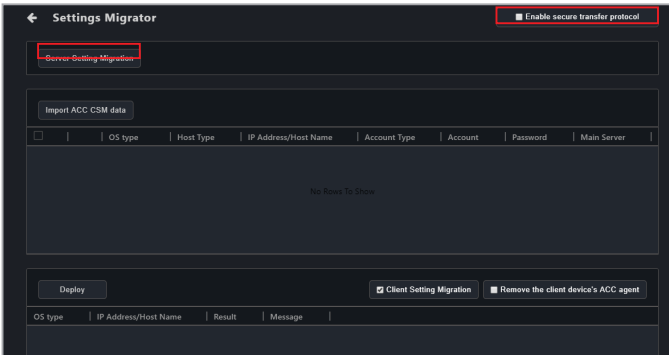 Settings Migrator
Enable secure transfer protocol
Server Setting Migration
Import ACC CSM data
OS type Host Type IP Address/Host Name Account Type Account Password Main Server
No Rows To Show
Deploy
Client Setting Migration
Remove the client device's ACC agent
OS type IP Address/Host Name Result Message